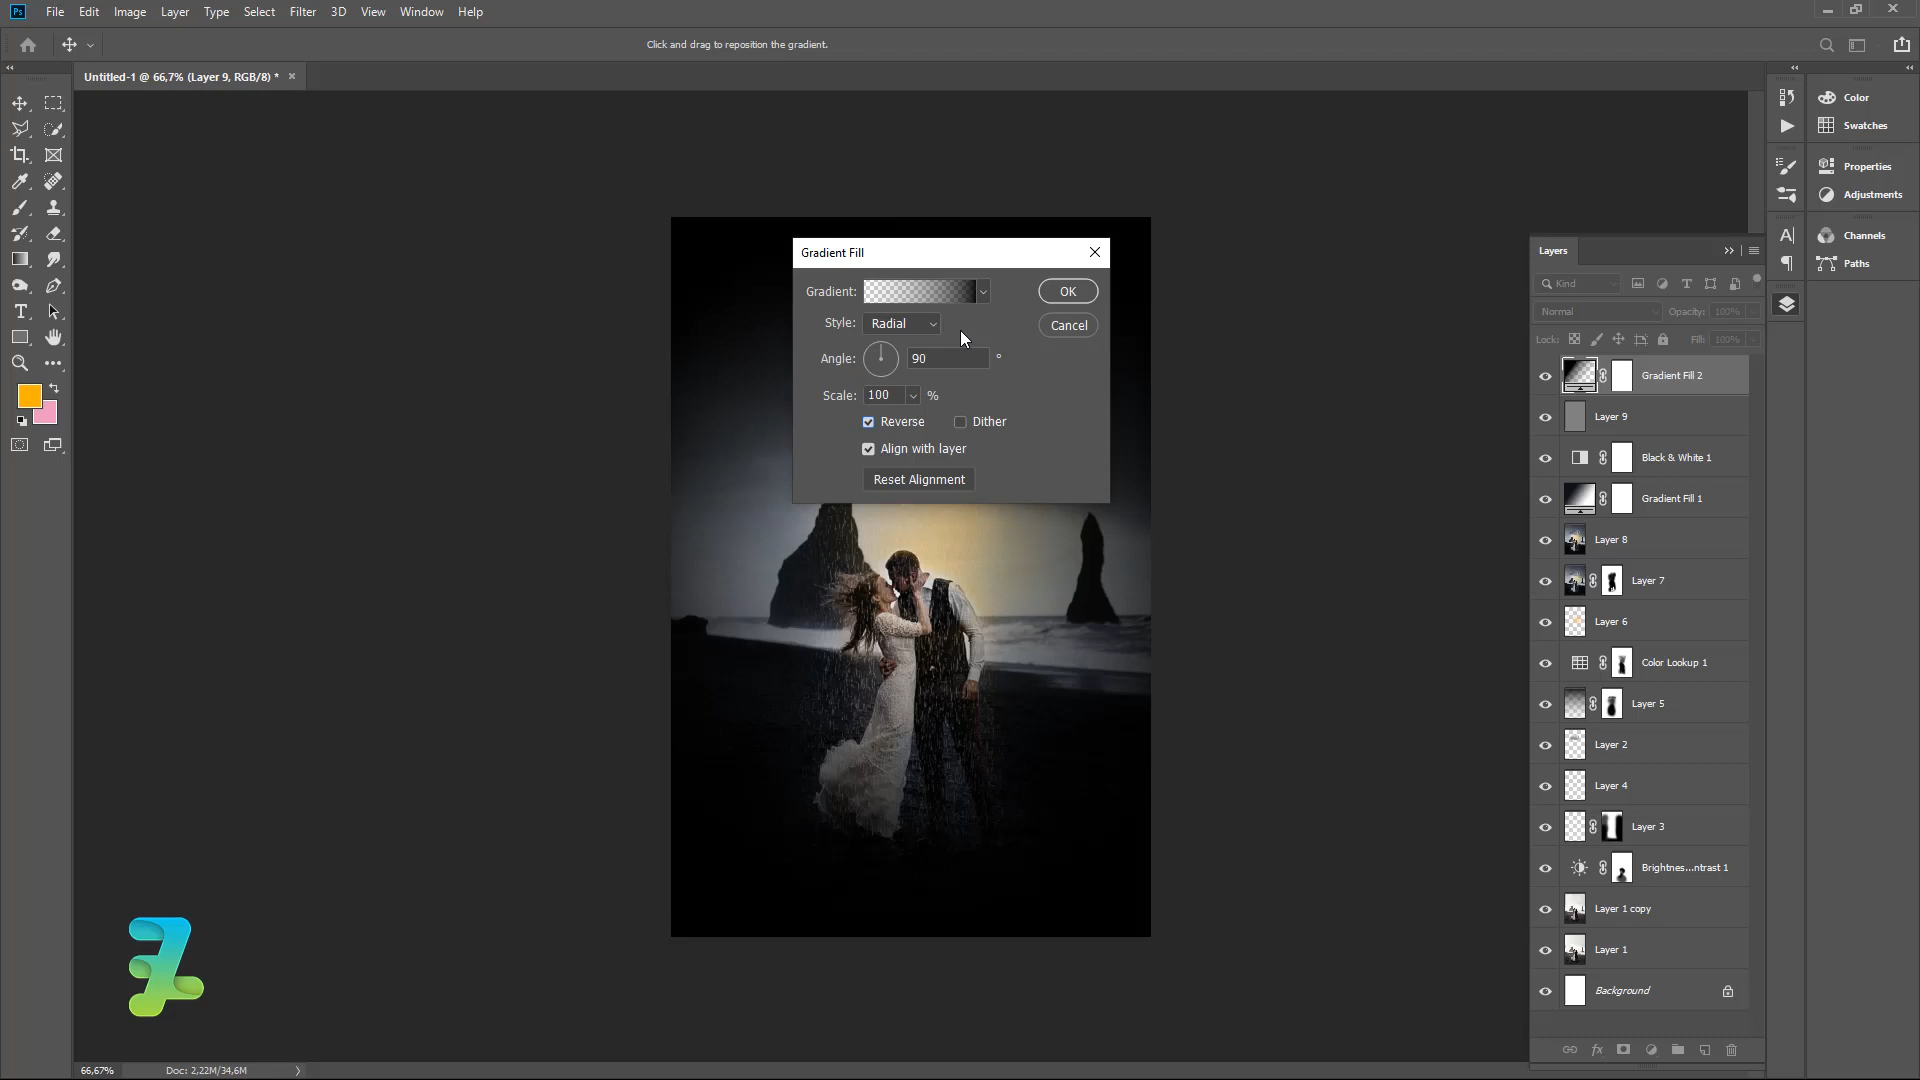 Ps File Edit Image Layer Type Select Filter 3D View Window Help
Click and drag to reposition the gradient.
Untitled-1 @ 66,7% (Layer 9, RGB/8) *
Gradient Fill
Gradient:
OK
Style: Radial
Cancel
Angle: 90 °
Scale: 100 %
Reverse Dither
Align with layer
Reset Alignment
Color
Swatches
Properties
Adjustments
Channels
Paths
Layers
Kind
Normal Opacity: 100%
Lock: Fill: 100%
Gradient Fill 2
Layer 9
Black & White 1
Gradient Fill 1
Layer 8
Layer 7
Layer 6
Color Lookup 1
Layer 5
Layer 2
Layer 4
Layer 3
Brightnes...ntrast 1
Layer 1 copy
Layer 1
Background
66,67% Doc: 2,22M/34,6M